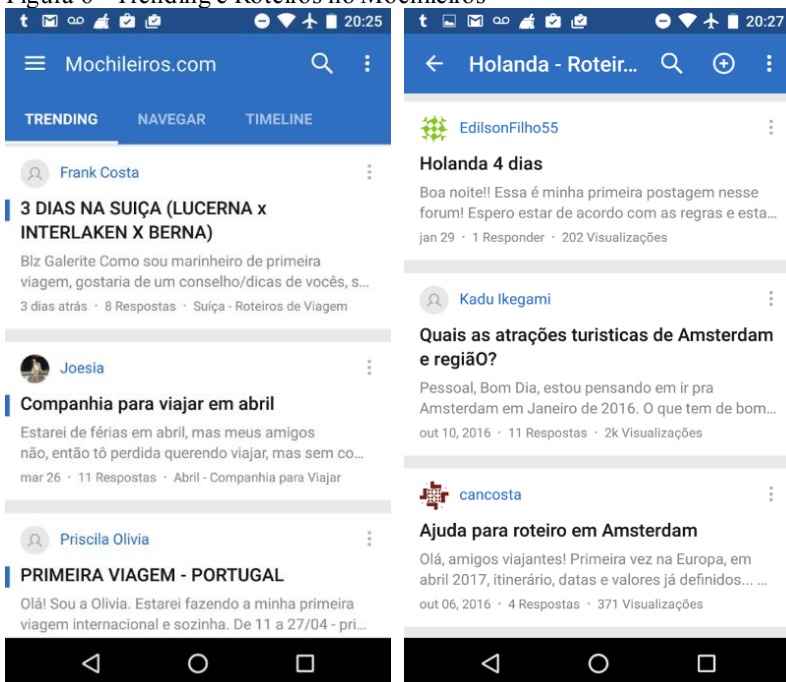 Figura - Trending e Roteiros no Mochileiros
t 20:25
Mochileiros.com
TRENDING NAVEGAR TIMELINE
Frank Costa
3 DIAS NA SUIÇA (LUCERNA x
INTERLAKEN X BERNA)
Blz Galerite Como sou marinheiro de primeira
viagem, gostaria de um conselho/dicas de vocês, s...
3 dias atrás · 8 Respostas · Suíça - Roteiros de Viagem
Joesia
Companhia para viajar em abril
Estarei de férias em abril, mas meus amigos
não, então tô perdida querendo viajar, mas sem co...
mar 26 · 11 Respostas · Abril - Companhia para Viajar
Priscila Olivia
PRIMEIRA VIAGEM - PORTUGAL
Olá! Sou a Olivia. Estarei fazendo a minha primeira
viagem internacional e sozinha. De 11 a 27/04 - pri...
t 20:27
Holanda - Roteir...
EdilsonFilho55
Holanda 4 dias
Boa noite!! Essa é minha primeira postagem nesse
forum! Espero estar de acordo com as regras e esta...
jan 29 · 1 Responder · 202 Visualizações
Kadu Ikegami
Quais as atrações turisticas de Amsterdam
e regiãO?
Pessoal, Bom Dia, estou pensando em ir pra
Amsterdam em Janeiro de 2016. O que tem de bom...
out 10, 2016 · 11 Respostas · 2k Visualizações
cancosta
Ajuda para roteiro em Amsterdam
Olá, amigos viajantes! Primeira vez na Europa, em
abril 2017, itinerário, datas e valores já definidos... ...
out 06, 2016 · 4 Respostas · 371 Visualizações